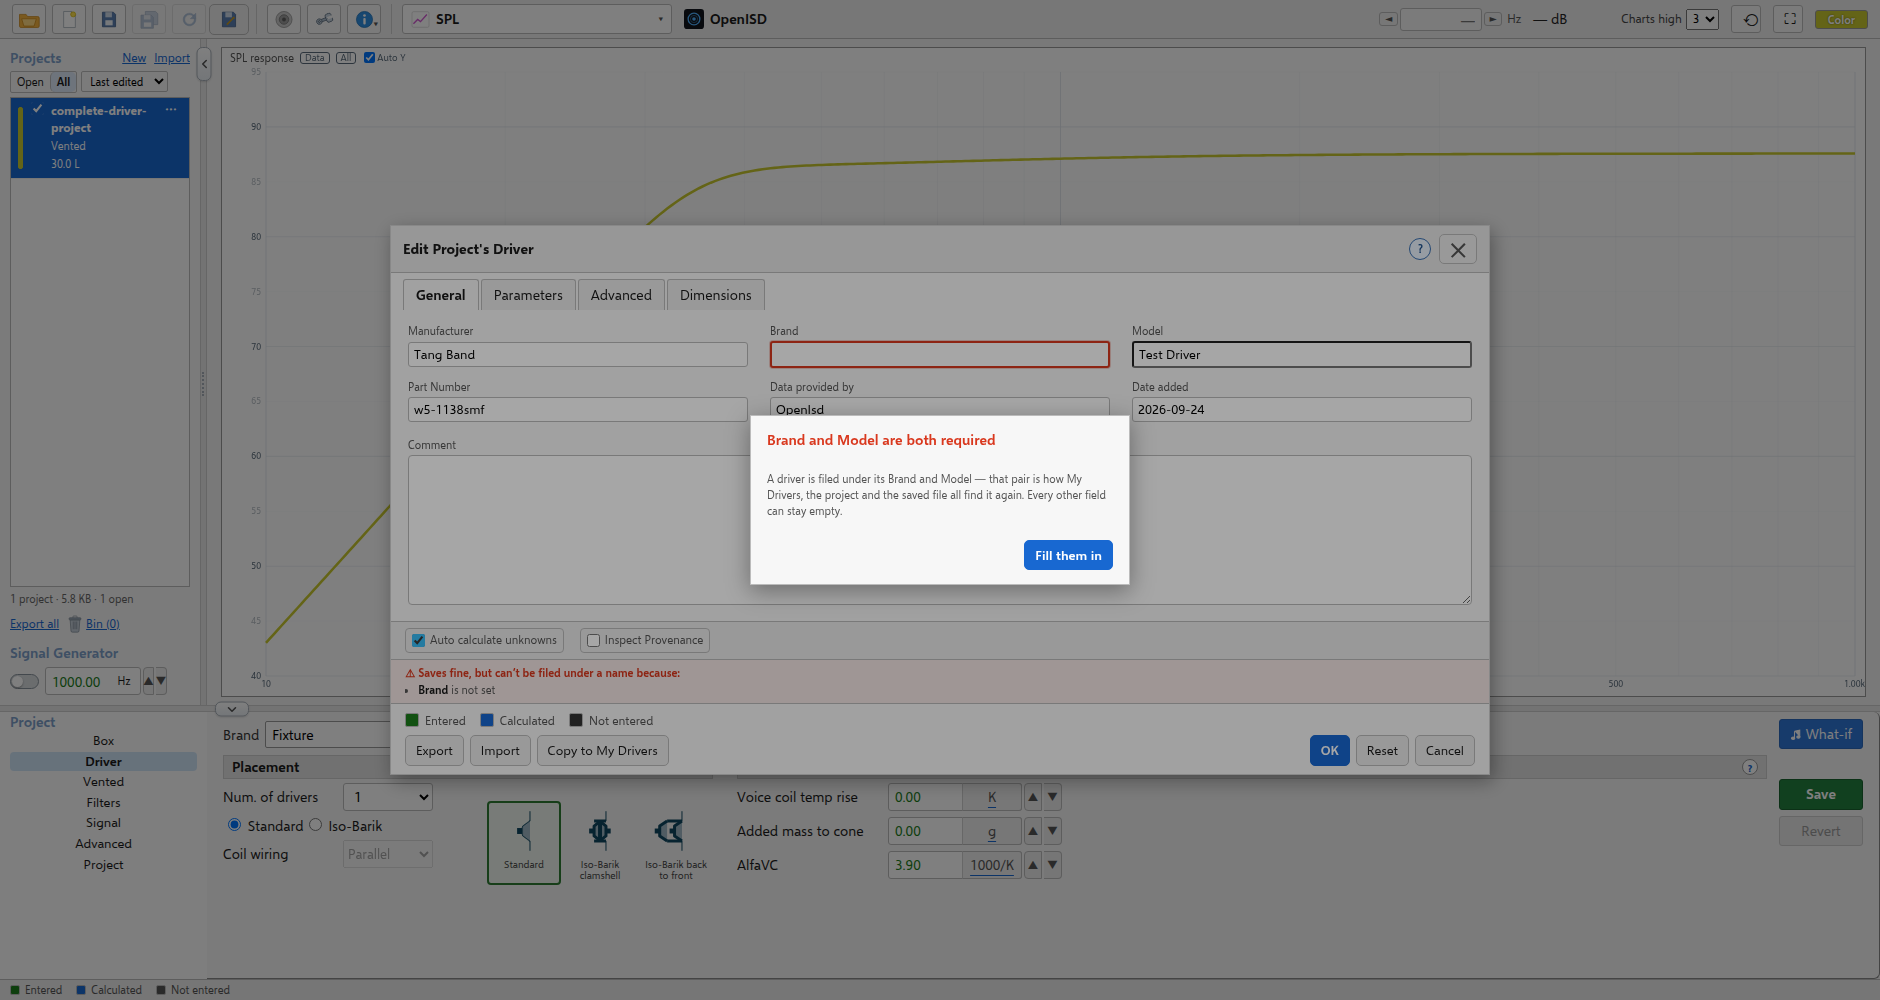 SPL
OpenISD
—
Hz
— dB
Charts high
3
Color
Projects
New
Import
Open
All
Last edited
complete-driver-project
Vented
30.0 L
1 project · 5.8 KB · 1 open
Export all
Bin (0)
Signal Generator
1000.00
Hz
SPL response
Data
All
Auto Y
95
90
85
80
75
70
65
60
55
50
45
40
10
500
1.00k
Edit Project's Driver
?
General
Parameters
Advanced
Dimensions
Manufacturer
Brand
Model
Tang Band
Test Driver
Part Number
Data provided by
Date added
w5-1138smf
OpenIsd
2026-09-24
Comment
Brand and Model are both required
A driver is filed under its Brand and Model — that pair is how My
Drivers, the project and the saved file all find it again. Every other field
can stay empty.
Fill them in
Auto calculate unknowns
Inspect Provenance
⚠ Saves fine, but can't be filed under a name because:
Brand is not set
Entered
Calculated
Not entered
Export
Import
Copy to My Drivers
OK
Reset
Cancel
Project
Box
Driver
Vented
Filters
Signal
Advanced
Project
Brand
Fixture
Placement
Num. of drivers
1
Standard
Iso-Barik
Coil wiring
Parallel
Standard
Iso-Barik
clamshell
Iso-Barik back
to front
?
Voice coil temp rise
0.00
K
Added mass to cone
0.00
g
AlfaVC
3.90
1000/K
What-if
Save
Revert
Entered
Calculated
Not entered